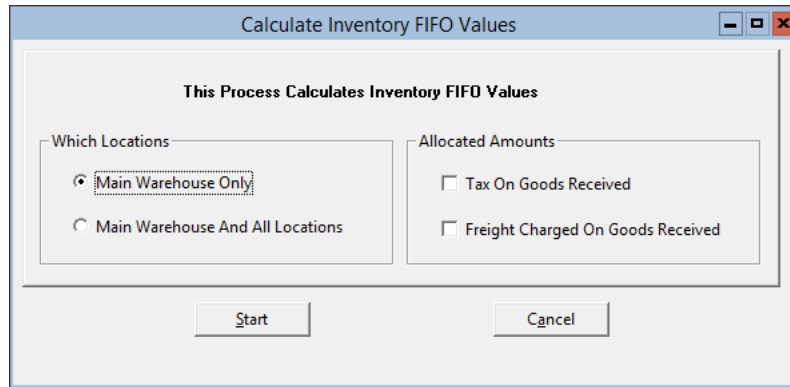 Calculate Inventory FIFO Values
This Process Calculates Inventory FIFO Values
Which Locations
Main Warehouse Only
Main Warehouse And All Locations
Allocated Amounts
Tax On Goods Received
Freight Charged On Goods Received
Start
Cancel